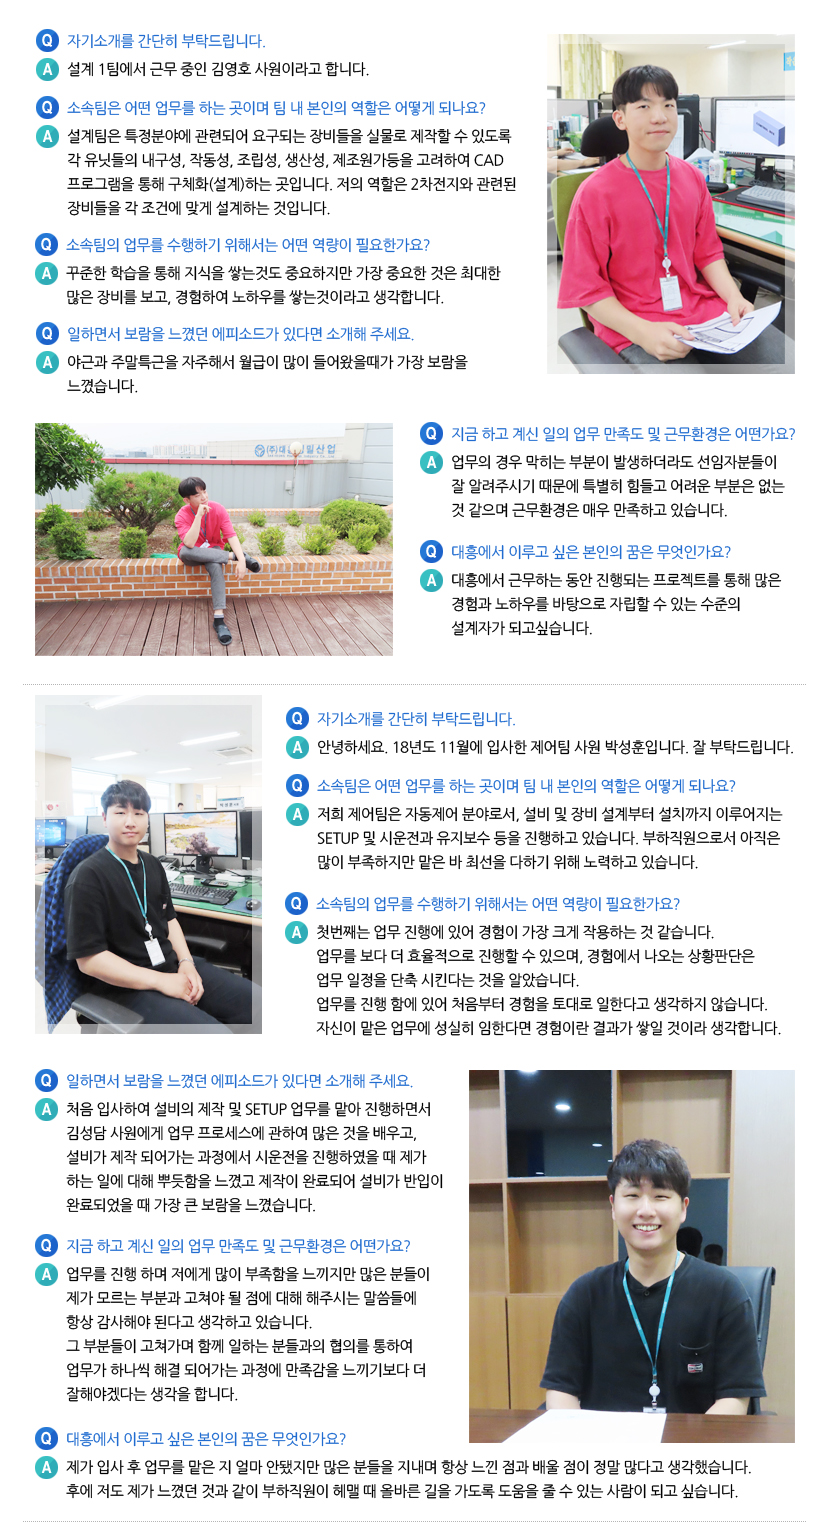 Q 자기소개를 간단히 부탁드립니다.
A 설계 1팀에서 근무 중인 김영호 사원이라고 합니다.
Q 소속팀은 어떤 업무를 하는 곳이며 팀 내 본인의 역할은 어떻게 되나요?
A 설계팀은 특정분야에 관련되어 요구되는 장비들을 실물로 제작할 수 있도록
각 유닛들의 내구성, 작동성, 조립성, 생산성, 제조원가등을 고려하여 CAD
프로그램을 통해 구체화(설계)하는 곳입니다. 저의 역할은 2차전지와 관련된
장비들을 각 조건에 맞게 설계하는 것입니다.
Q 소속팀의 업무를 수행하기 위해서는 어떤 역량이 필요한가요?
A 꾸준한 학습을 통해 지식을 쌓는것도 중요하지만 가장 중요한 것은 최대한
많은 장비를 보고, 경험하여 노하우를 쌓는것이라고 생각합니다.
Q 일하면서 보람을 느꼈던 에피소드가 있다면 소개해 주세요.
A 야근과 주말특근을 자주해서 월급이 많이 들어왔을때가 가장 보람을
느꼈습니다.
Q 지금 하고 계신 일의 업무 만족도 및 근무환경은 어떤가요?
A 업무의 경우 막히는 부분이 발생하더라도 선임자분들이
잘 알려주시기 때문에 특별히 힘들고 어려운 부분은 없는
것 같으며 근무환경은 매우 만족하고 있습니다.
Q 대흥에서 이루고 싶은 본인의 꿈은 무엇인가요?
A 대흥에서 근무하는 동안 진행되는 프로젝트를 통해 많은
경험과 노하우를 바탕으로 자립할 수 있는 수준의
설계자가 되고싶습니다.
Q 자기소개를 간단히 부탁드립니다.
A 안녕하세요. 18년도 11월에 입사한 제어팀 사원 박성훈입니다. 잘 부탁드립니다.
Q 소속팀은 어떤 업무를 하는 곳이며 팀 내 본인의 역할은 어떻게 되나요?
A 저희 제어팀은 자동제어 분야로서, 설비 및 장비 설계부터 설치까지 이루어지는
SETUP 및 시운전과 유지보수 등을 진행하고 있습니다. 부하직원으로서 아직은
많이 부족하지만 맡은 바 최선을 다하기 위해 노력하고 있습니다.
Q 소속팀의 업무를 수행하기 위해서는 어떤 역량이 필요한가요?
A 첫번째는 업무 진행에 있어 경험이 가장 크게 작용하는 것 같습니다.
업무를 보다 더 효율적으로 진행할 수 있으며, 경험에서 나오는 상황판단은
업무 일정을 단축 시킨다는 것을 알았습니다.
업무를 진행 함에 있어 처음부터 경험을 토대로 일한다고 생각하지 않습니다.
자신이 맡은 업무에 성실히 임한다면 경험이란 결과가 쌓일 것이라 생각합니다.
Q 일하면서 보람을 느꼈던 에피소드가 있다면 소개해 주세요.
A 처음 입사하여 설비의 제작 및 SETUP 업무를 맡아 진행하면서
김성담 사원에게 업무 프로세스에 관하여 많은 것을 배우고,
설비가 제작 되어가는 과정에서 시운전을 진행하였을 때 제가
하는 일에 대해 뿌듯함을 느꼈고 제작이 완료되어 설비가 반입이
완료되었을 때 가장 큰 보람을 느꼈습니다.
Q 지금 하고 계신 일의 업무 만족도 및 근무환경은 어떤가요?
A 업무를 진행 하며 저에게 많이 부족함을 느끼지만 많은 분들이
제가 모르는 부분과 고쳐야 될 점에 대해 해주시는 말씀들에
항상 감사해야 된다고 생각하고 있습니다.
그 부분들이 고쳐가며 함께 일하는 분들과의 협의를 통하여
업무가 하나씩 해결 되어가는 과정에 만족감을 느끼기보다 더
잘해야겠다는 생각을 합니다.
Q 대흥에서 이루고 싶은 본인의 꿈은 무엇인가요?
A 제가 입사 후 업무를 맡은 지 얼마 안됐지만 많은 분들을 지내며 항상 느낀 점과 배울 점이 정말 많다고 생각했습니다.
후에 저도 제가 느꼈던 것과 같이 부하직원이 헤맬 때 올바른 길을 가도록 도움을 줄 수 있는 사람이 되고 싶습니다.